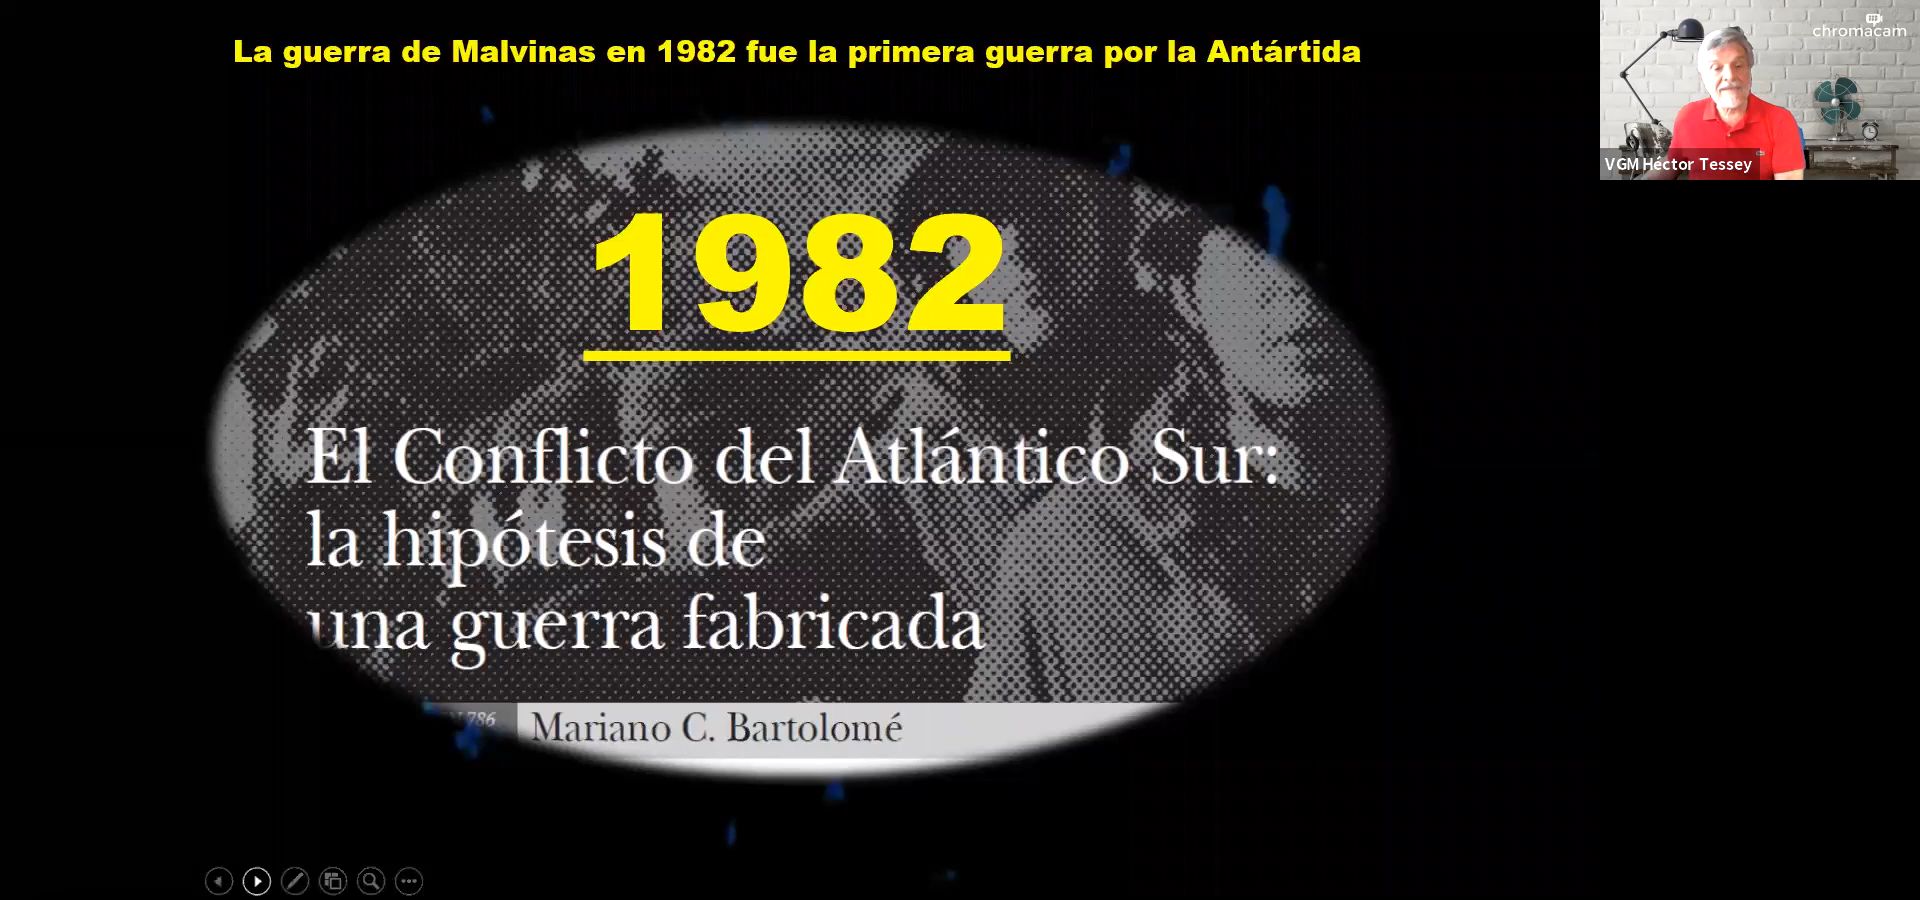 La guerra de Malvinas en 1982 fue la primera guerra por la Antártida
chromacam
VGM Héctor Tessey
1982
El Conflicto del Atlántico Sur:
la hipótesis de
una guerra fabricada
786
Mariano C. Bartolomé